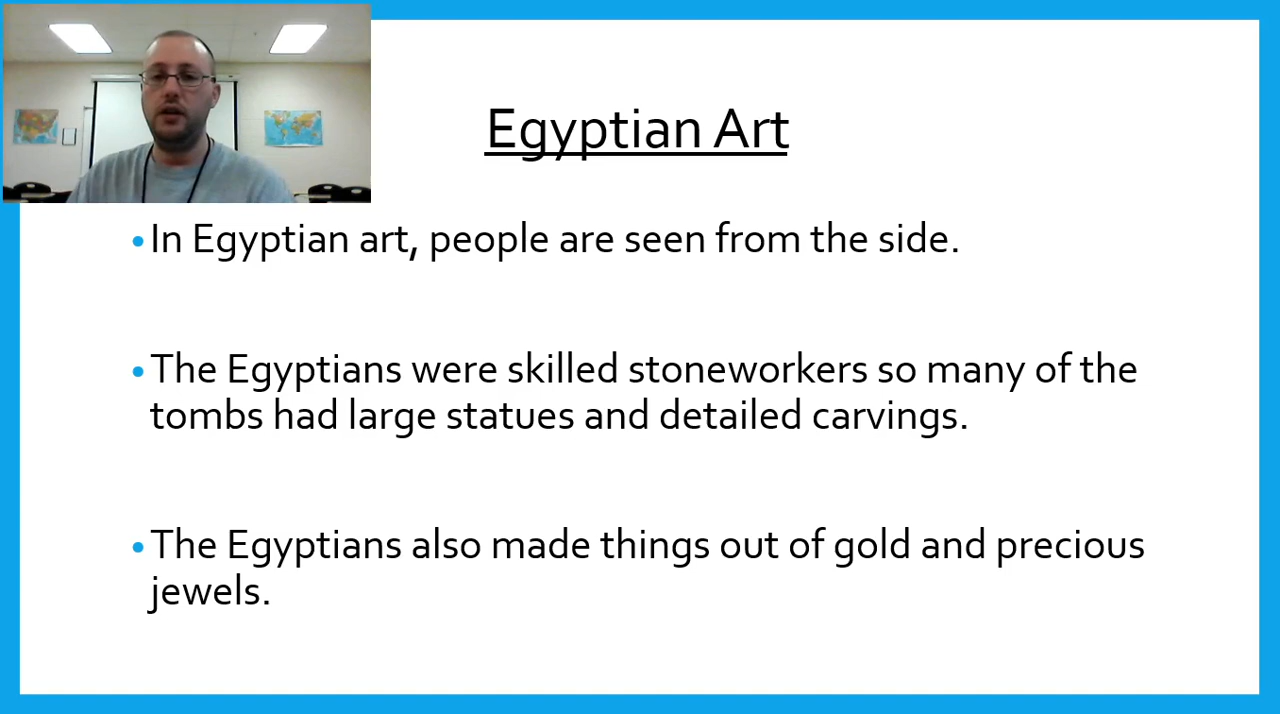 Egyptian Art
•In Egyptian art, people are seen from the side.
•The Egyptians were skilled stoneworkers so many of the
tombs had large statues and detailed carvings.
•The Egyptians also made things out of gold and precious
jewels.